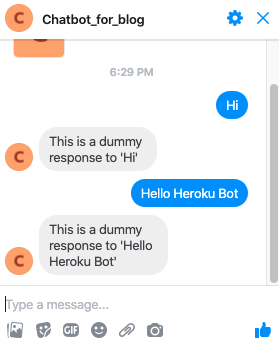 C
Chatbot_for_blog
6:29 PM
Hi
This is a dummy
response to 'Hi'
C
Hello Heroku Bot
This is a dummy
response to 'Hello
Heroku Bot'
C
Type a message...
GIF